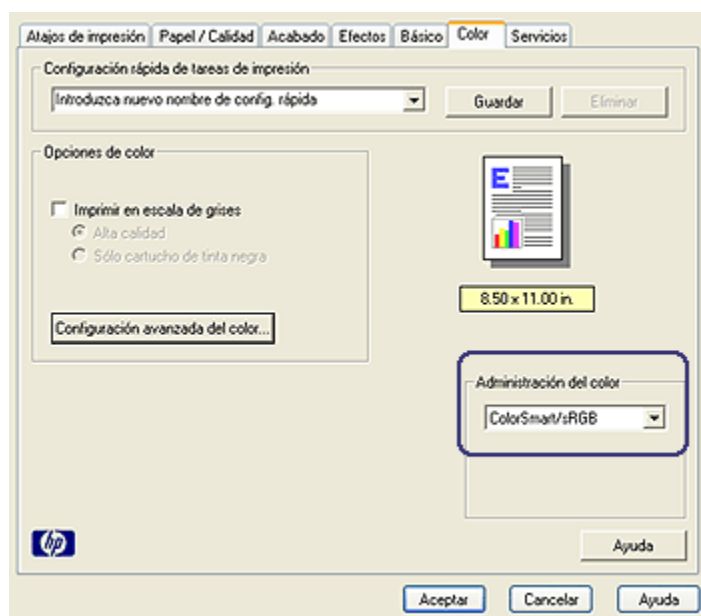 Atajos de impresión Papel / Calidad Acabado Efectos Básico Color Servicios
Configuración rápida de tareas de impresión
Introduzca nuevo nombre de config. rápida Guardar Eliminar
Opciones de color
Imprimir en escala de grises
Alta calidad
Sólo cartucho de tinta negra
Configuración avanzada del color...
E
8.50 x 11.00 in.
Administración del color
ColorSmart/sRGB
hp
Ayuda
Aceptar Cancelar Ayuda